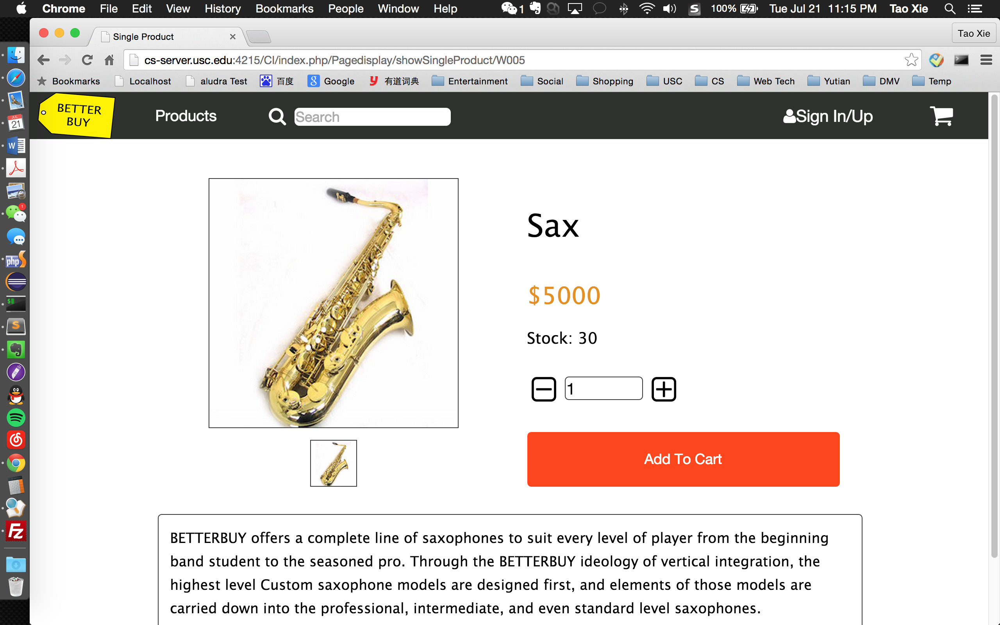 Chrome File Edit View History Bookmarks People Window Help 1 100% Tue Jul 21 11:15 PM Tao Xie
Single Product
Tao Xie
cs-server.usc.edu:4215/CI/index.php/Pagedisplay/showSingleProduct/W005
Bookmarks Localhost aludra Test 百度 Google 有道词典 Entertainment Social Shopping USC CS Web Tech Yutian DMV Temp
BETTER
BUY
Products
Search
Sign In/Up
Sax
$5000
Stock: 30
1
Add To Cart
BETTERBUY offers a complete line of saxophones to suit every level of player from the beginning
band student to the seasoned pro. Through the BETTERBUY ideology of vertical integration, the
highest level Custom saxophone models are designed first, and elements of those models are
carried down into the professional, intermediate, and even standard level saxophones.
JUL
21
W
1
php
S
$
S
Fz